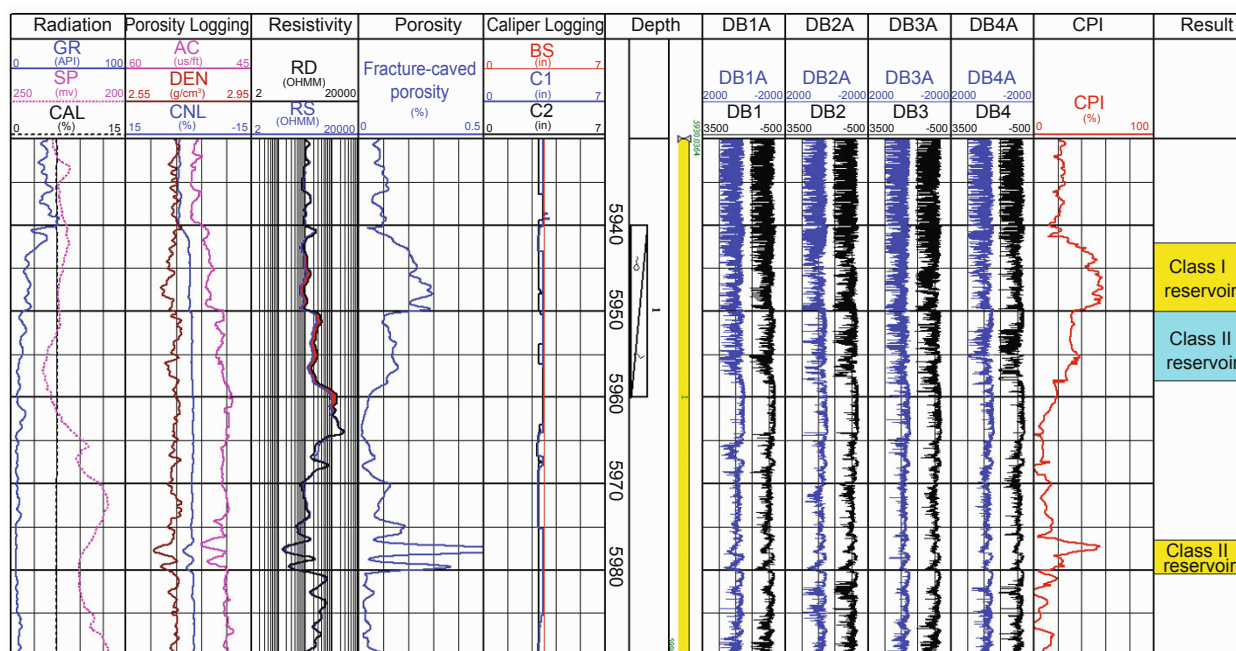 Radiation Porosity Logging Resistivity Porosity Caliper Logging Depth DB1A DB2A DB3A DB4A CPI Result
GR
0 (API) 100
SP
250 (mv) 200
CAL
0 (%) 15
AC
60 (us/ft) 45
DEN
2.55 (g/cm³) 2.95
CNL
15 (%) -15
RD
(OHMM)
2 20000
RS
2 (OHMM) 20000
Fracture-caved
porosity
(%)
0 0.5
BS
0 (in) 7
C1
0 (in) 7
C2
0 (in) 7
DB1A
2000 -2000
DB1
3500 -500
DB2A
2000 -2000
DB2
3500 -500
DB3A
2000 -2000
DB3
3500 -500
DB4A
2000 -2000
DB4
3500 -500
CPI
0 (%) 100
5940
5950
5960
5970
5980
1
1
Class I
reservoir
Class II
reservoir
Class II
reservoir